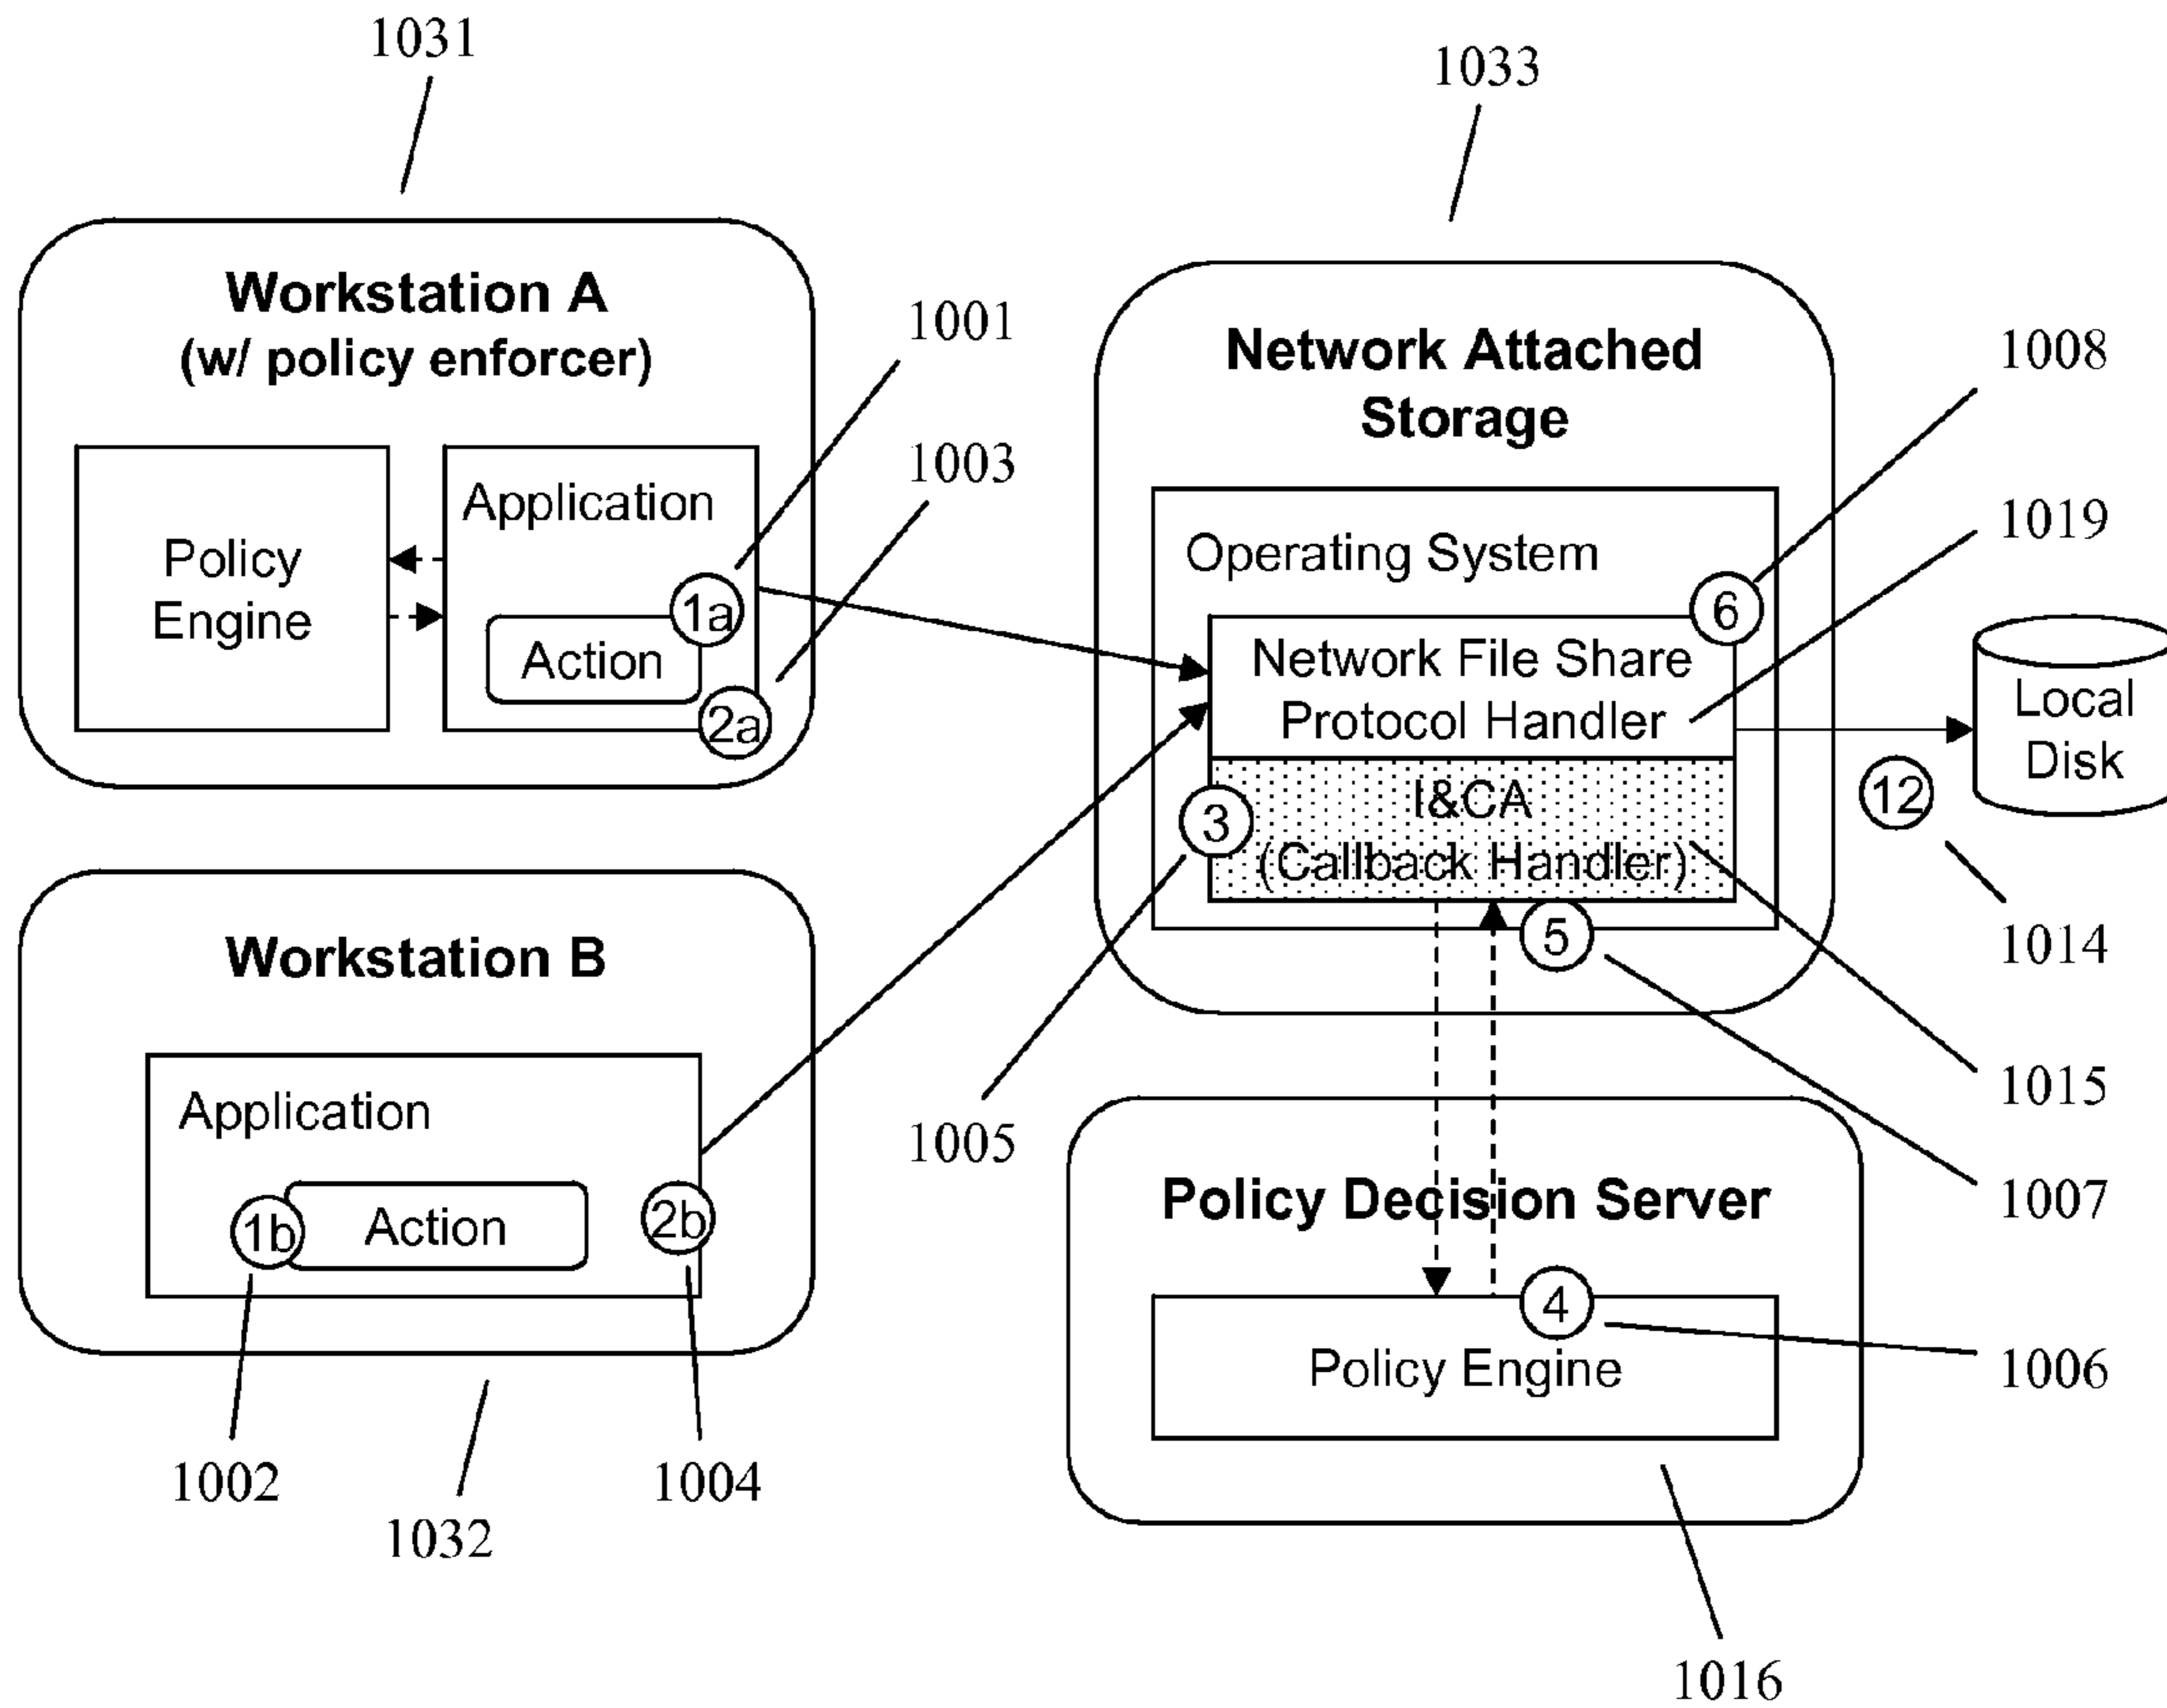 1031
1033
Workstation A
(w/ policy enforcer)
1001
1003
Policy
Engine
Application
1a
Action
2a
Network Attached
Storage
1008
1019
Operating System
6
Network File Share
Protocol Handler
Local
Disk
12
3
I&CA
(Callback Handler)
5
1014
1015
1007
1005
Workstation B
Application
1b
Action
2b
1002
1004
1032
Policy Decision Server
4
Policy Engine
1006
1016